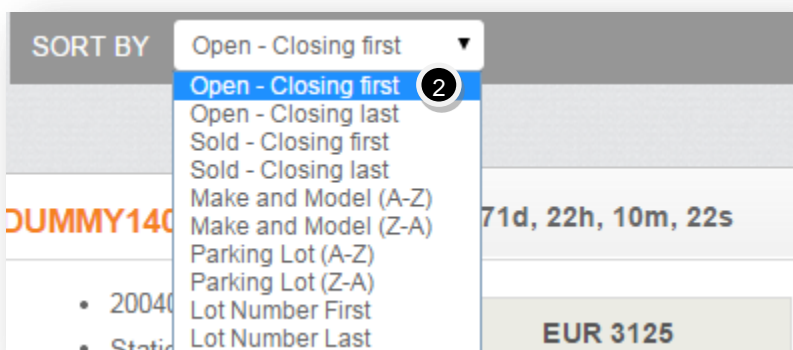 SORT BY Open - Closing first
Open - Closing first 2
Open - Closing last
Sold - Closing first
Sold - Closing last
Make and Model (A-Z)
Make and Model (Z-A)
DUMMY140 71d, 22h, 10m, 22s
Parking Lot (A-Z)
Parking Lot (Z-A)
Lot Number First
2004
Lot Number Last
EUR 3125